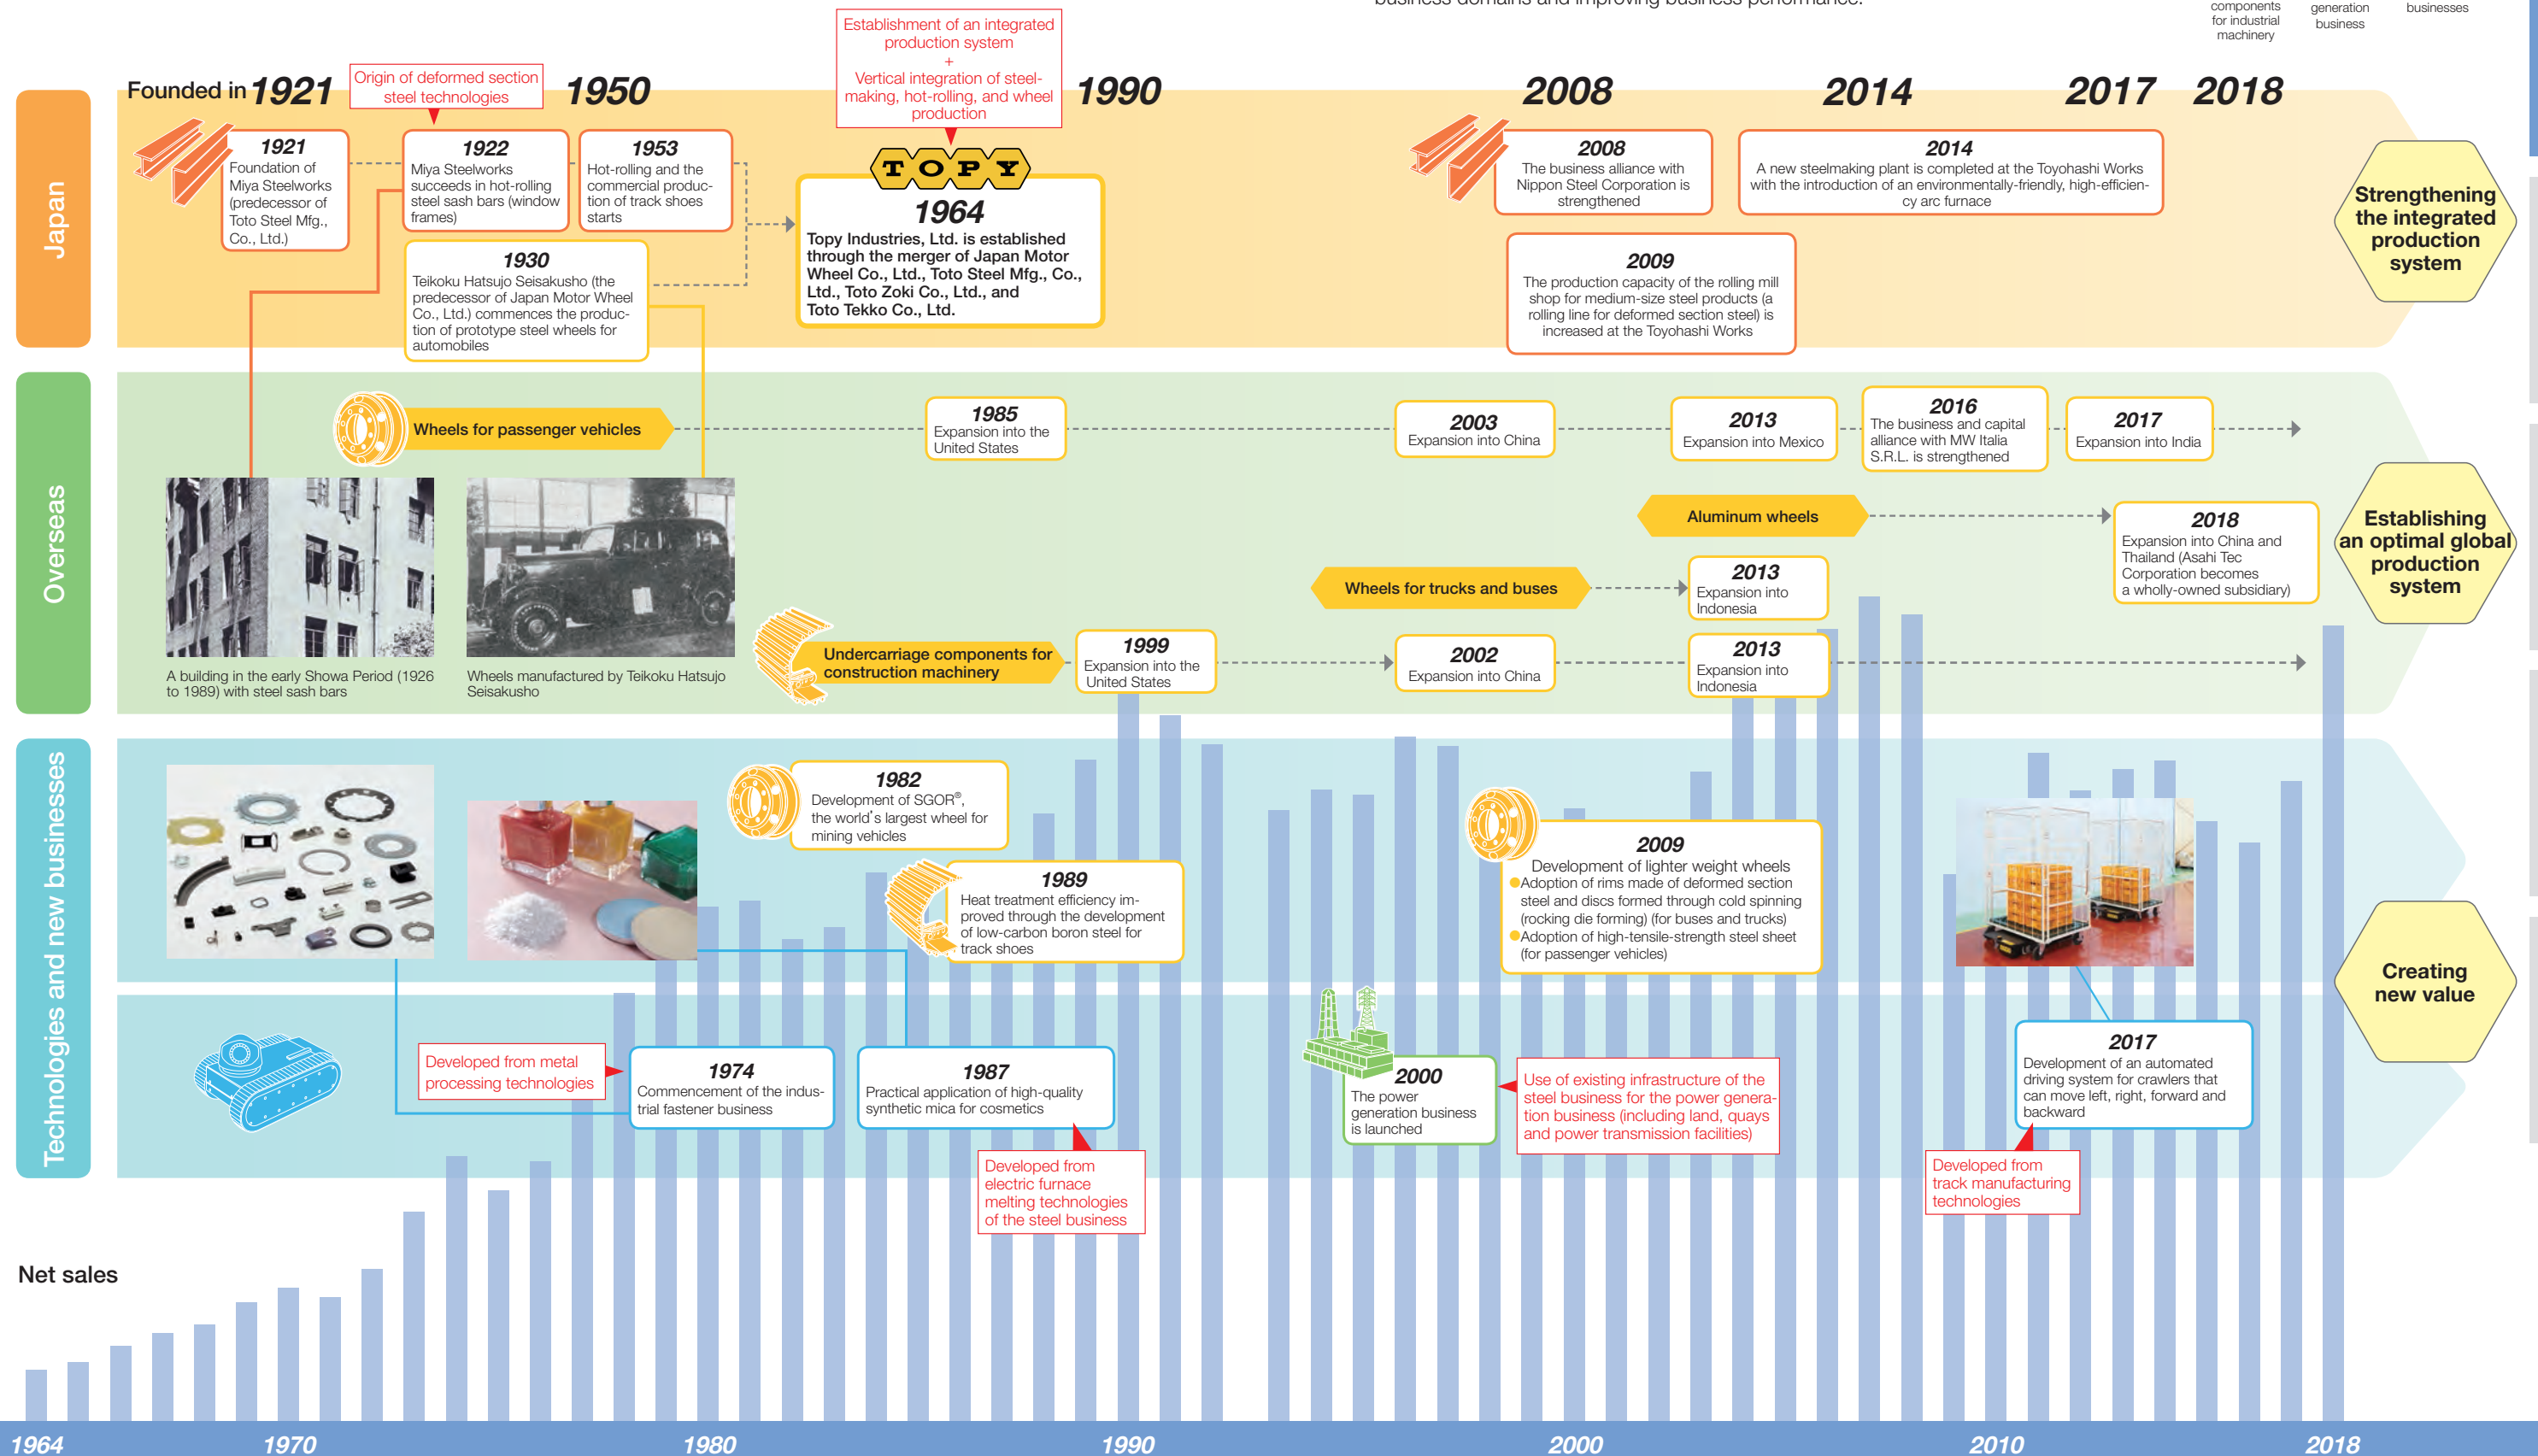 business domains and improving business performance.
components
for industrial
machinery
generation
business
businesses
Establishment of an integrated
production system
+
Vertical integration of steel-
making, hot-rolling, and wheel
production
Origin of deformed section
steel technologies
Founded in 1921
1950
1990
2008
2014
2017
2018
Japan
1921
Foundation of
Miya Steelworks
(predecessor of
Toto Steel Mfg.,
Co., Ltd.)
1922
Miya Steelworks
succeeds in hot-rolling
steel sash bars (window
frames)
1953
Hot-rolling and the
commercial produc-
tion of track shoes
starts
1930
Teikoku Hatsujo Seisakusho (the
predecessor of Japan Motor Wheel
Co., Ltd.) commences the produc-
tion of prototype steel wheels for
automobiles
TOPY
1964
Topy Industries, Ltd. is established
through the merger of Japan Motor
Wheel Co., Ltd., Toto Steel Mfg., Co.,
Ltd., Toto Zoki Co., Ltd., and
Toto Tekko Co., Ltd.
2008
The business alliance with
Nippon Steel Corporation is
strengthened
2014
A new steelmaking plant is completed at the Toyohashi Works
with the introduction of an environmentally-friendly, high-efficien-
cy arc furnace
2009
The production capacity of the rolling mill
shop for medium-size steel products (a
rolling line for deformed section steel) is
increased at the Toyohashi Works
Strengthening
the integrated
production
system
Overseas
Wheels for passenger vehicles
1985
Expansion into the
United States
2003
Expansion into China
2013
Expansion into Mexico
2016
The business and capital
alliance with MW Italia
S.R.L. is strengthened
2017
Expansion into India
Aluminum wheels
2018
Expansion into China and
Thailand (Asahi Tec
Corporation becomes
a wholly-owned subsidiary)
Wheels for trucks and buses
2013
Expansion into
Indonesia
Undercarriage components for
construction machinery
1999
Expansion into the
United States
2002
Expansion into China
2013
Expansion into
Indonesia
A building in the early Showa Period (1926
to 1989) with steel sash bars
Wheels manufactured by Teikoku Hatsujo
Seisakusho
Establishing
an optimal global
production
system
Technologies and new businesses
1982
Development of SGOR®,
the world's largest wheel for
mining vehicles
1989
Heat treatment efficiency im-
proved through the development
of low-carbon boron steel for
track shoes
2009
Development of lighter weight wheels
Adoption of rims made of deformed section
steel and discs formed through cold spinning
(rocking die forming) (for buses and trucks)
Adoption of high-tensile-strength steel sheet
(for passenger vehicles)
Developed from metal
processing technologies
1974
Commencement of the indus-
trial fastener business
1987
Practical application of high-quality
synthetic mica for cosmetics
Developed from
electric furnace
melting technologies
of the steel business
2000
The power
generation business
is launched
Use of existing infrastructure of the
steel business for the power genera-
tion business (including land, quays
and power transmission facilities)
2017
Development of an automated
driving system for crawlers that
can move left, right, forward and
backward
Developed from
track manufacturing
technologies
Creating
new value
Net sales
1964
1970
1980
1990
2000
2010
2018